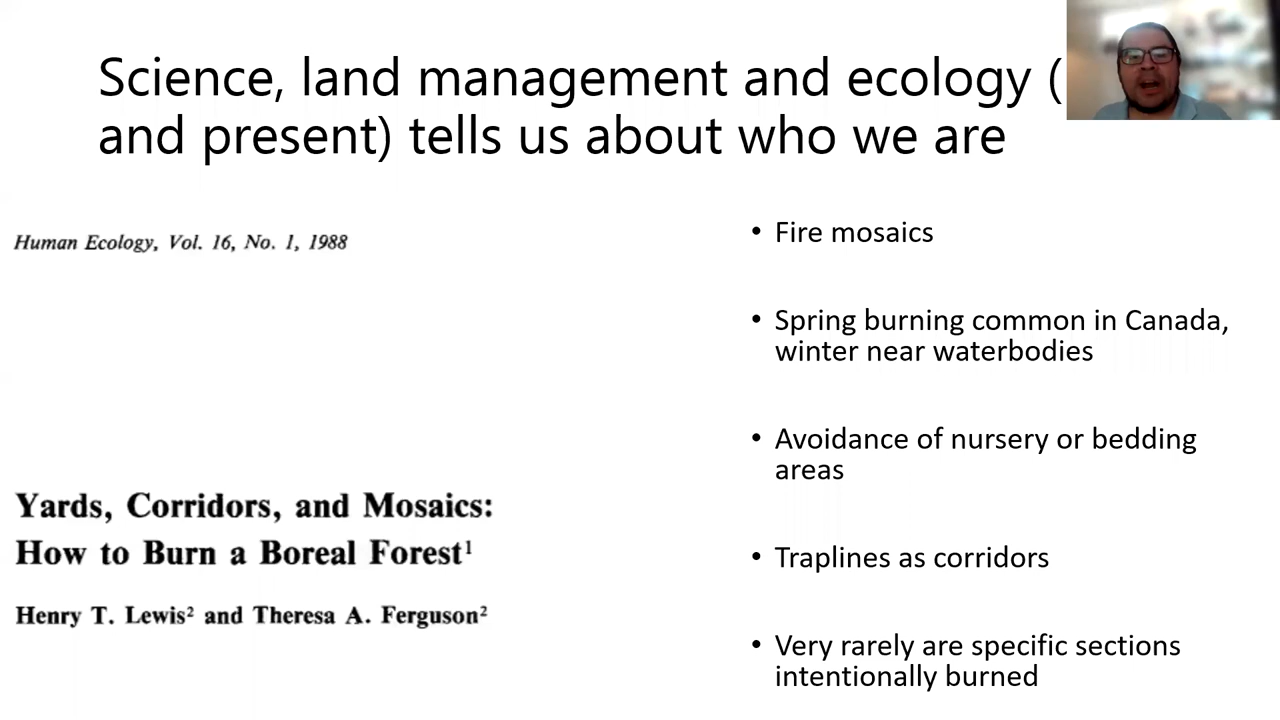 Science, land management and ecology (
and present) tells us about who we are
Human Ecology, Vol. 16, No. 1, 1988
Yards, Corridors, and Mosaics:
How to Burn a Boreal Forest¹
Henry T. Lewis² and Theresa A. Ferguson²
• Fire mosaics
• Spring burning common in Canada,
winter near waterbodies
• Avoidance of nursery or bedding
areas
• Traplines as corridors
• Very rarely are specific sections
intentionally burned